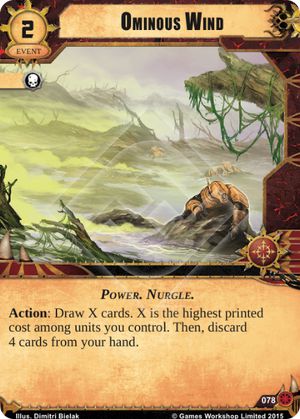 Ominous Wind
2
EVENT
Power. Nurgle.
Action: Draw X cards. X is the highest printed
cost among units you control. Then, discard
4 cards from your hand.
078
Illus. Dimitri Bielak
© Games Workshop Limited 2015